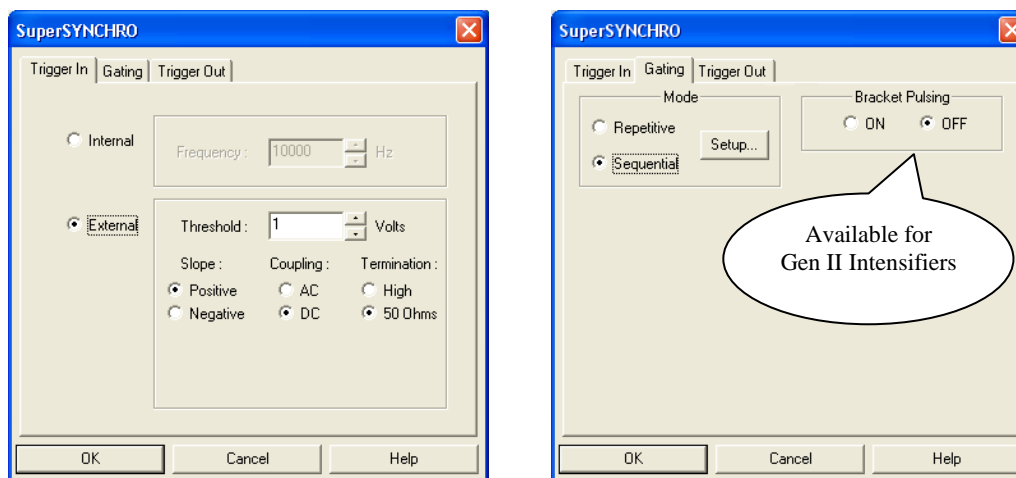 SuperSYNCHRO
Trigger In Gating Trigger Out
Internal
Frequency : 10000 Hz
External
Threshold : 1 Volts
Slope : Coupling : Termination :
Positive AC High
Negative DC 50 Ohms
OK Cancel Help
SuperSYNCHRO
Trigger In Gating Trigger Out
Mode
Repetitive
Setup...
Sequential
Bracket Pulsing
ON OFF
Available for
Gen II Intensifiers
OK Cancel Help